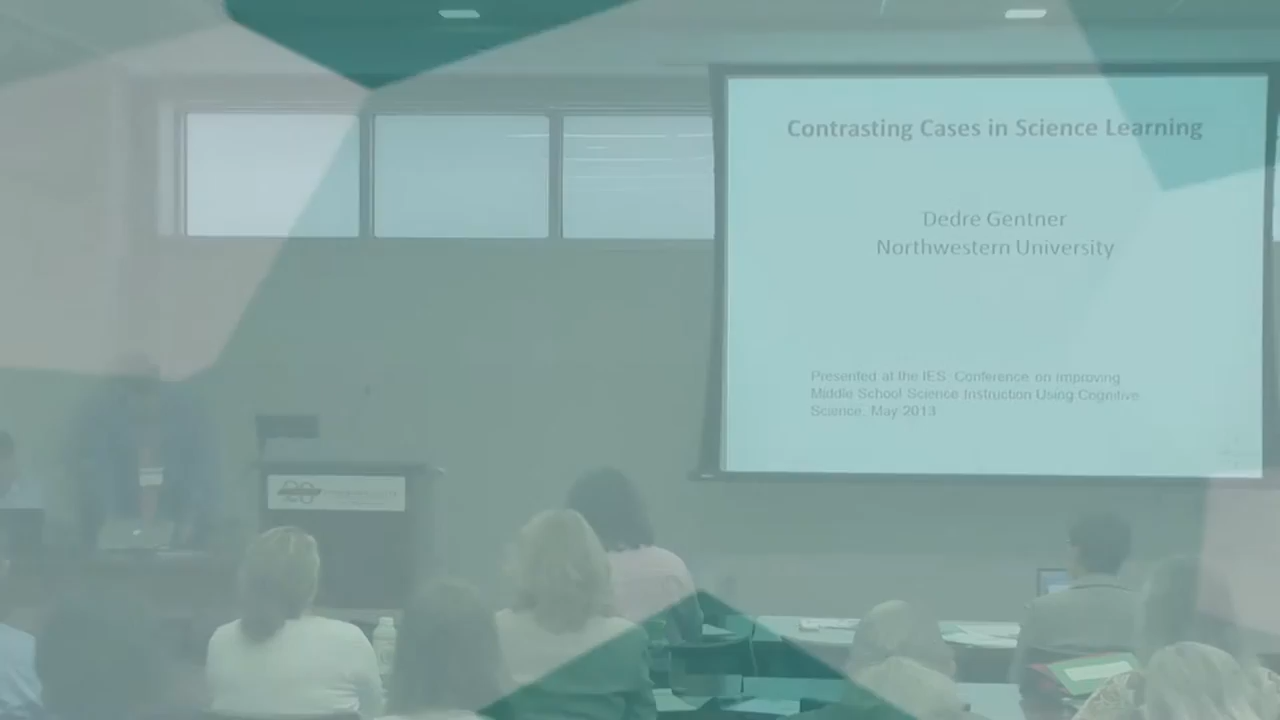 Contrasting Cases in Science Learning
Dedre Gentner
Northwestern University
Presented at the IES Conference on Improving
Middle School Science Instruction Using Cognitive
Science, May 2013